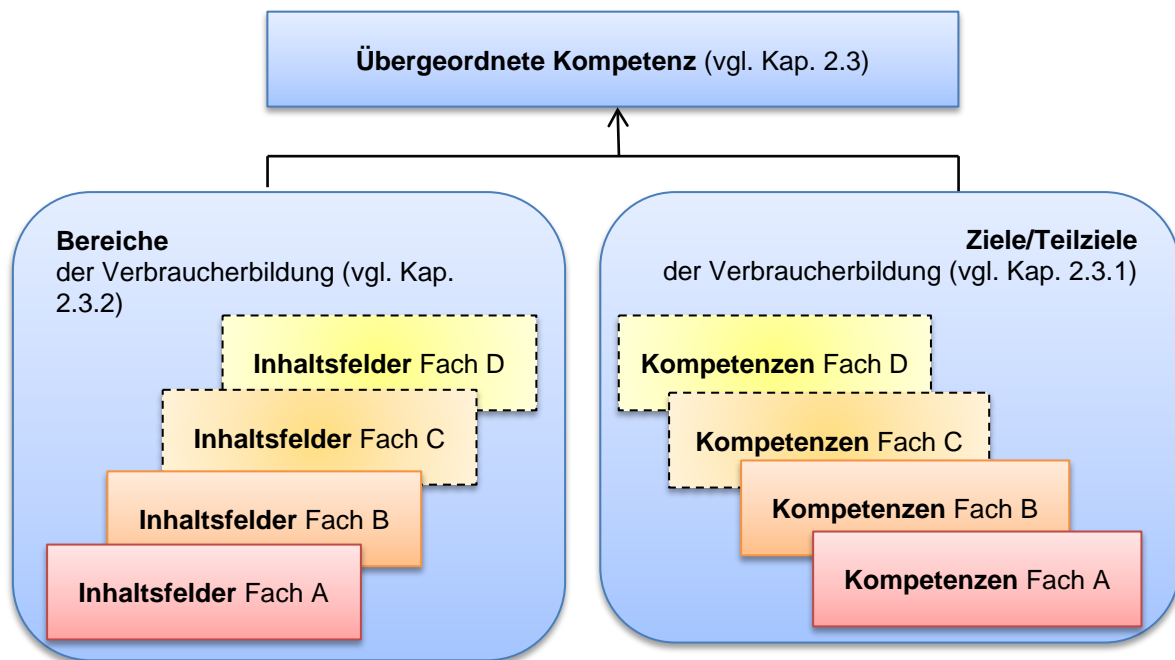 Übergeordnete Kompetenz (vgl. Kap. 2.3)
Bereiche
der Verbraucherbildung (vgl. Kap.
2.3.2)
Inhaltsfelder Fach D
Inhaltsfelder Fach C
Inhaltsfelder Fach B
Inhaltsfelder Fach A
Ziele/Teilziele
der Verbraucherbildung (vgl. Kap. 2.3.1)
Kompetenzen Fach D
Kompetenzen Fach C
Kompetenzen Fach B
Kompetenzen Fach A